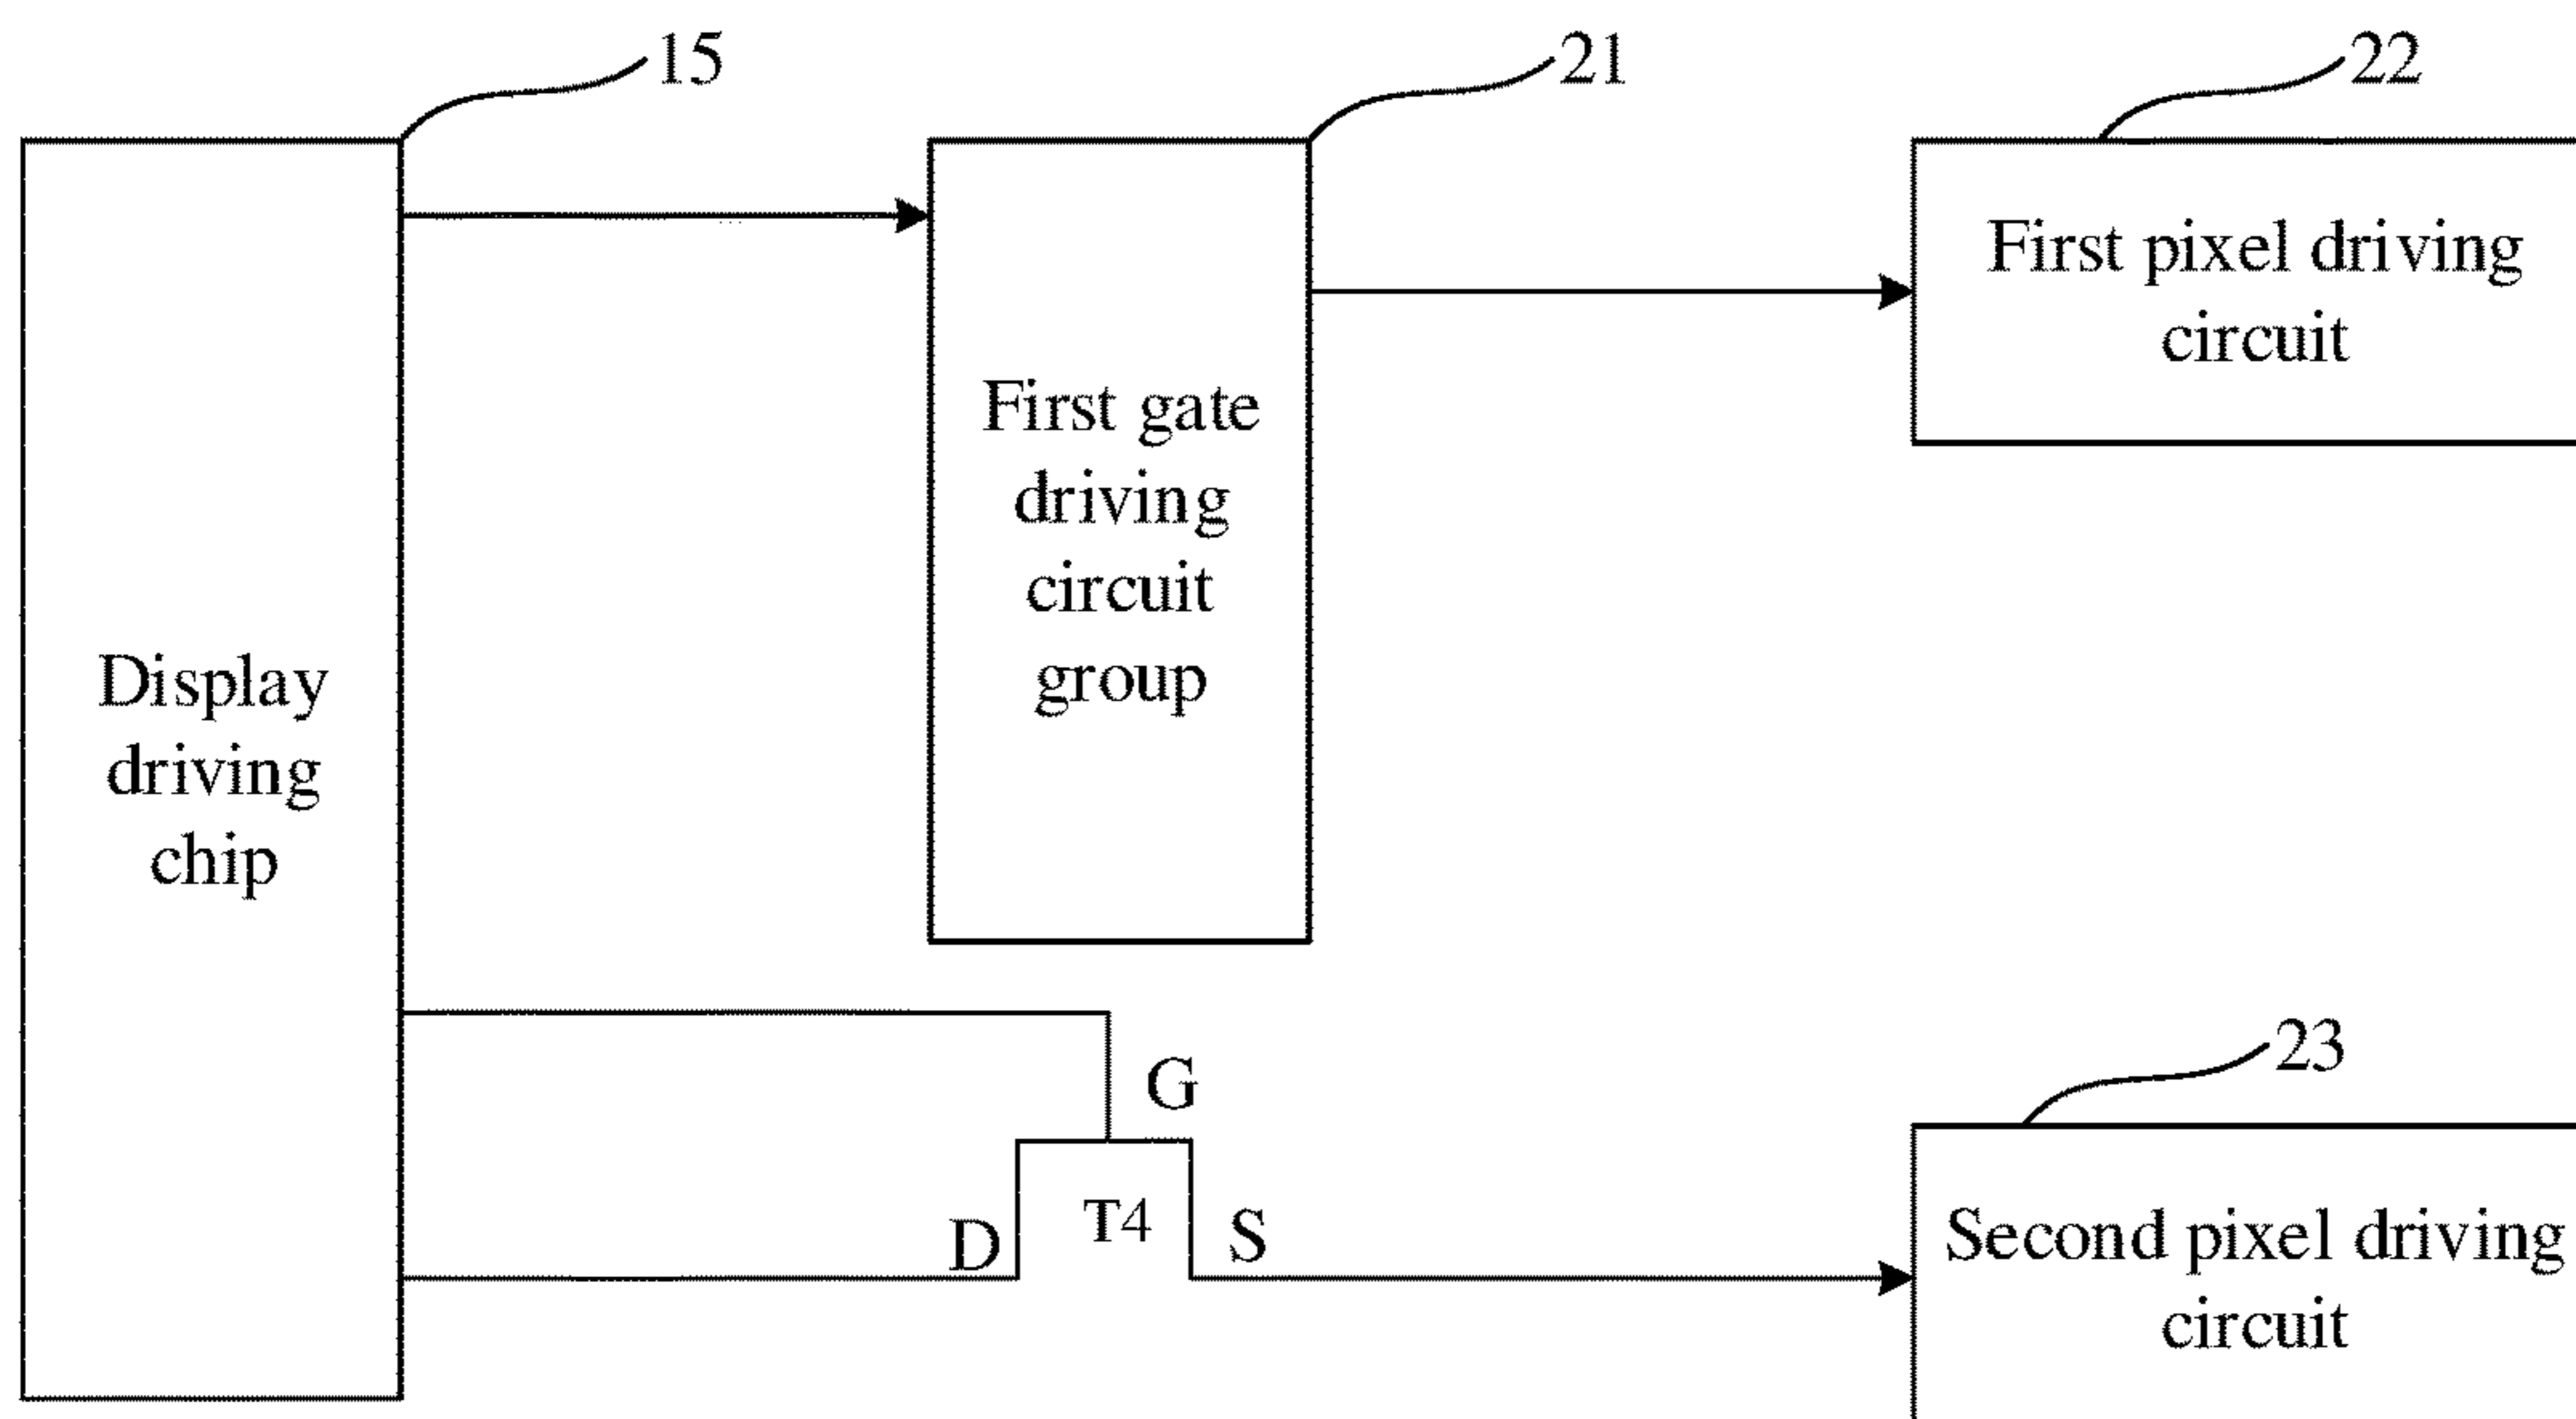 15
21
22
First pixel driving
circuit
First gate
driving
circuit
group
Display
driving
chip
G
23
D
T4
S
Second pixel driving
circuit